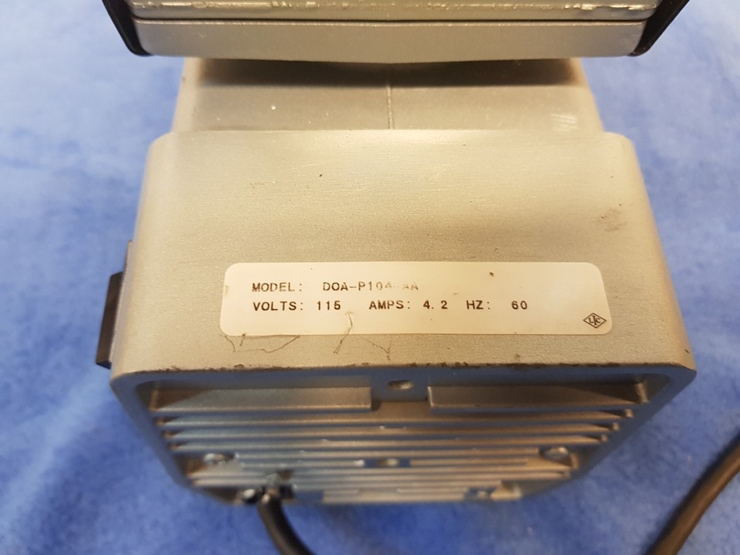 MODEL: DOA-P104-AA
VOLTS: 115 AMPS: 4.2 HZ: 60